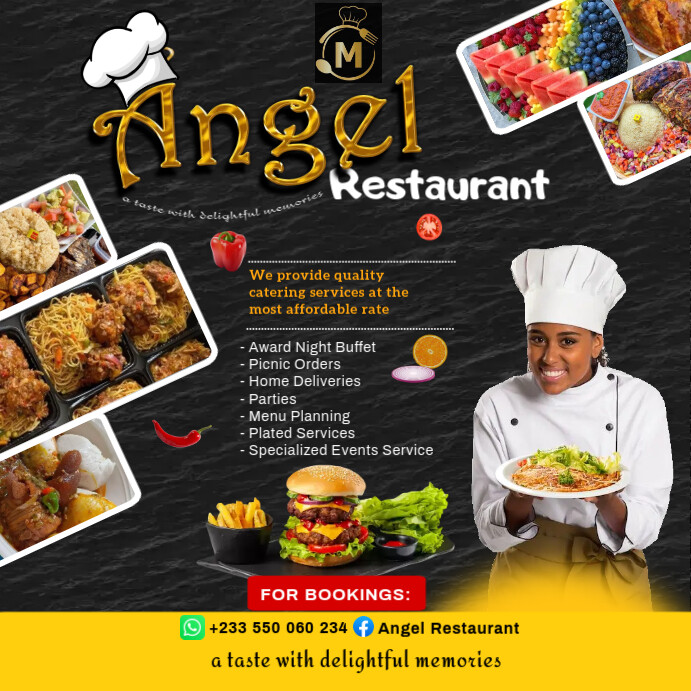 M
Angel
Restaurant
a taste with delightful memories
We provide quality
catering services at the
most affordable rate
- Award Night Buffet
- Picnic Orders
- Home Deliveries
- Parties
- Menu Planning
- Plated Services
- Specialized Events Service
FOR BOOKINGS:
+233 550 060 234 Angel Restaurant
a taste with delightful memories